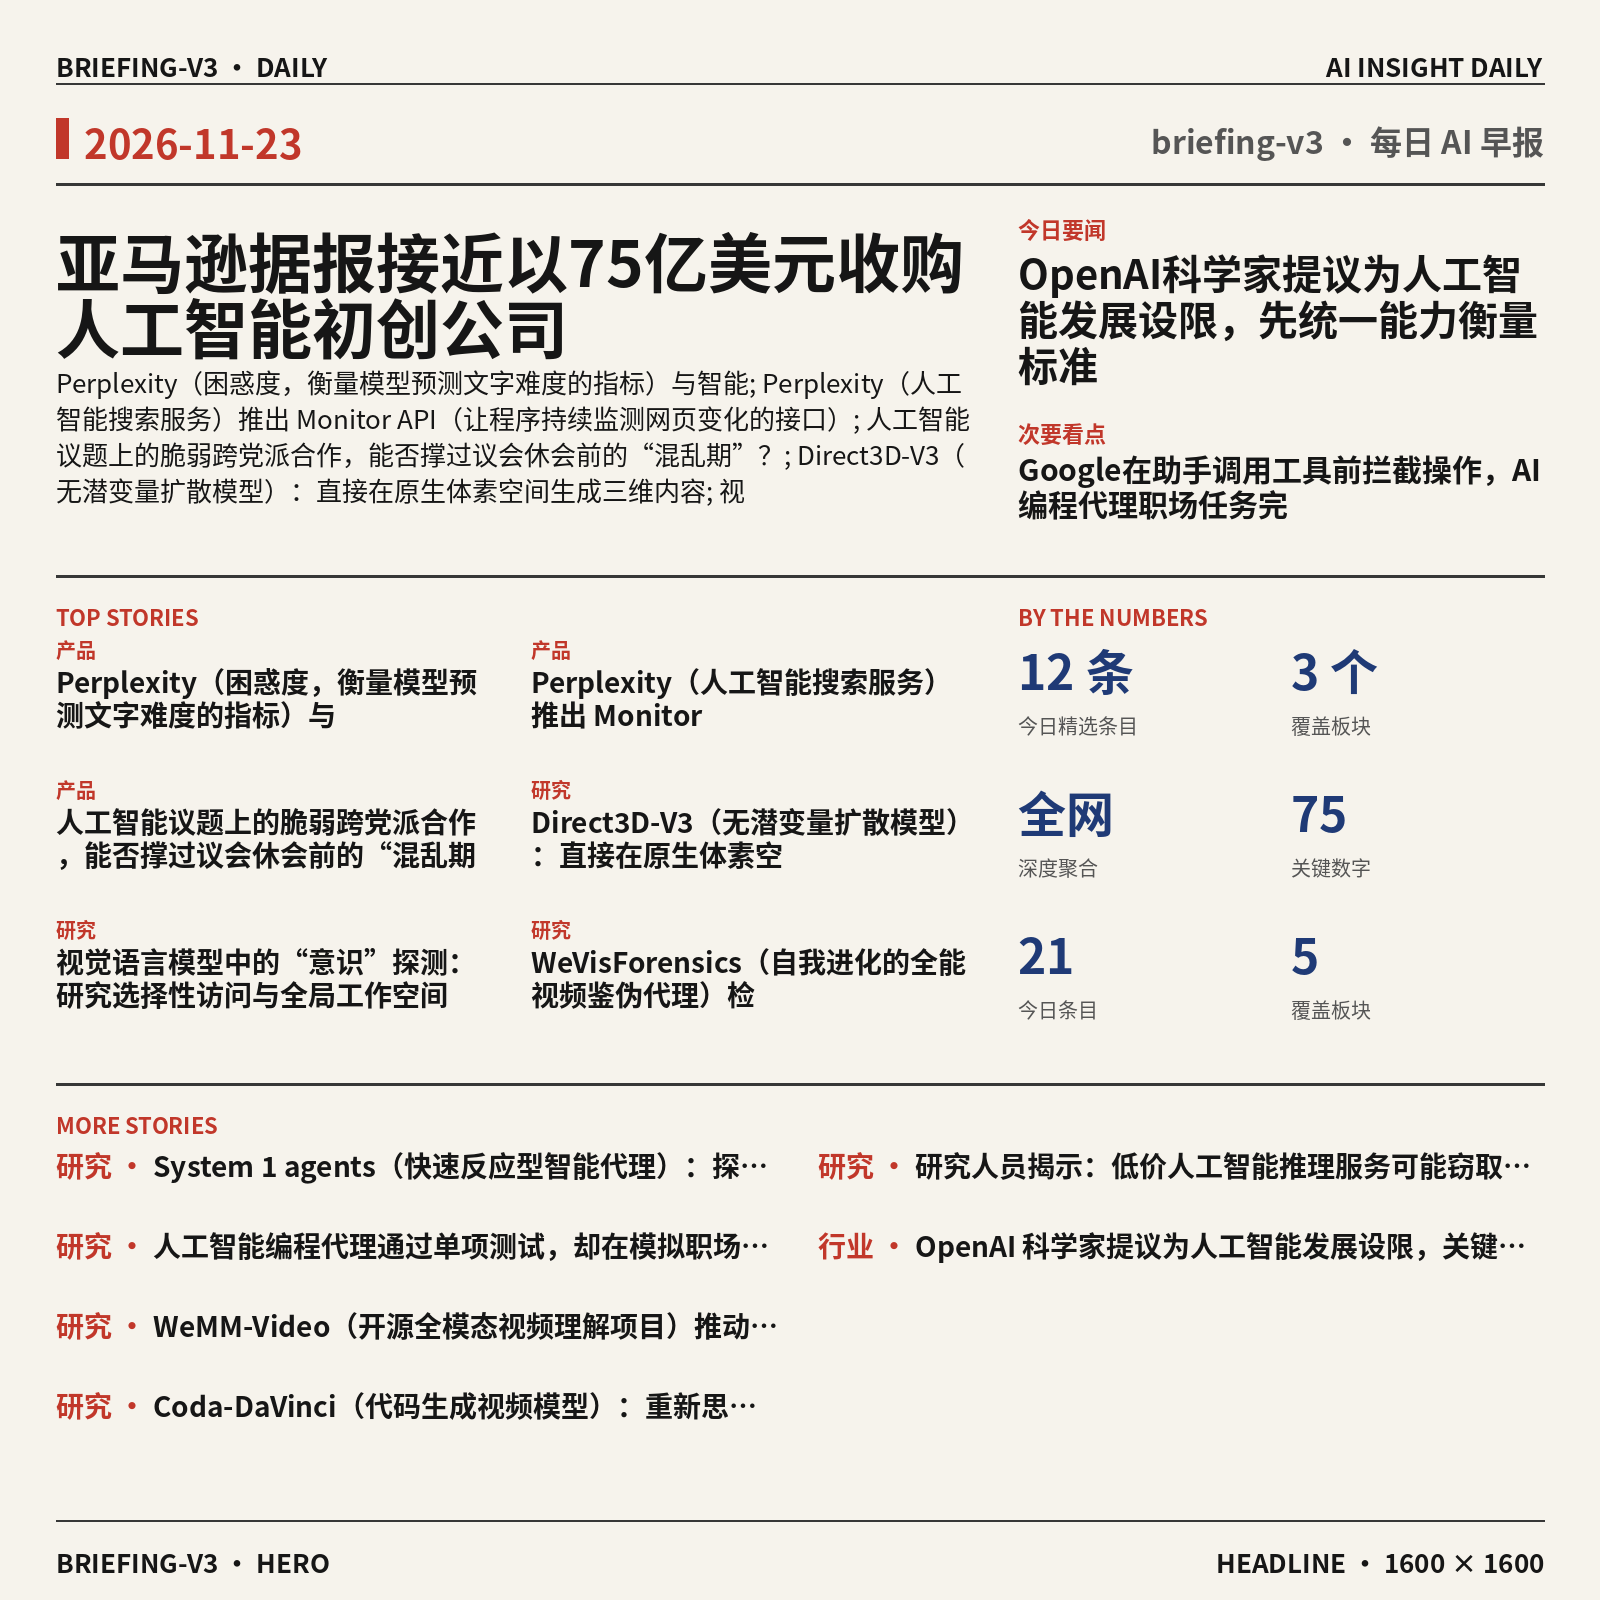 BRIEFING-V3 • DAILY
AI INSIGHT DAILY
2026-11-23
briefing-v3 • 每日 AI 早报
亚马逊据报接近以75亿美元收购
人工智能初创公司
Perplexity（困惑度，衡量模型预测文字难度的指标）与智能; Perplexity（人工
智能搜索服务）推出 Monitor API（让程序持续监测网页变化的接口）; 人工智能
议题上的脆弱跨党派合作，能否撑过议会休会前的“混乱期”？; Direct3D-V3（
无潜变量扩散模型）：直接在原生体素空间生成三维内容; 视
今日要闻
OpenAI科学家提议为人工智
能发展设限，先统一能力衡量
标准
次要看点
Google在助手调用工具前拦截操作，AI
编程代理职场任务完
TOP STORIES
产品
Perplexity（困惑度，衡量模型预
测文字难度的指标）与
产品
Perplexity（人工智能搜索服务）
推出 Monitor
产品
人工智能议题上的脆弱跨党派合作
，能否撑过议会休会前的“混乱期
研究
Direct3D-V3（无潜变量扩散模型）
：直接在原生体素空
研究
视觉语言模型中的“意识”探测：
研究选择性访问与全局工作空间
研究
WeVisForensics（自我进化的全能
视频鉴伪代理）检
BY THE NUMBERS
12 条
今日精选条目
3 个
覆盖板块
全网
深度聚合
75
关键数字
21
今日条目
5
覆盖板块
MORE STORIES
研究 • System 1 agents（快速反应型智能代理）：探…
研究 • 研究人员揭示：低价人工智能推理服务可能窃取…
研究 • 人工智能编程代理通过单项测试，却在模拟职场…
行业 • OpenAI 科学家提议为人工智能发展设限，关键…
研究 • WeMM-Video（开源全模态视频理解项目）推动…
研究 • Coda-DaVinci（代码生成视频模型）：重新思…
BRIEFING-V3 • HERO
HEADLINE • 1600 × 1600